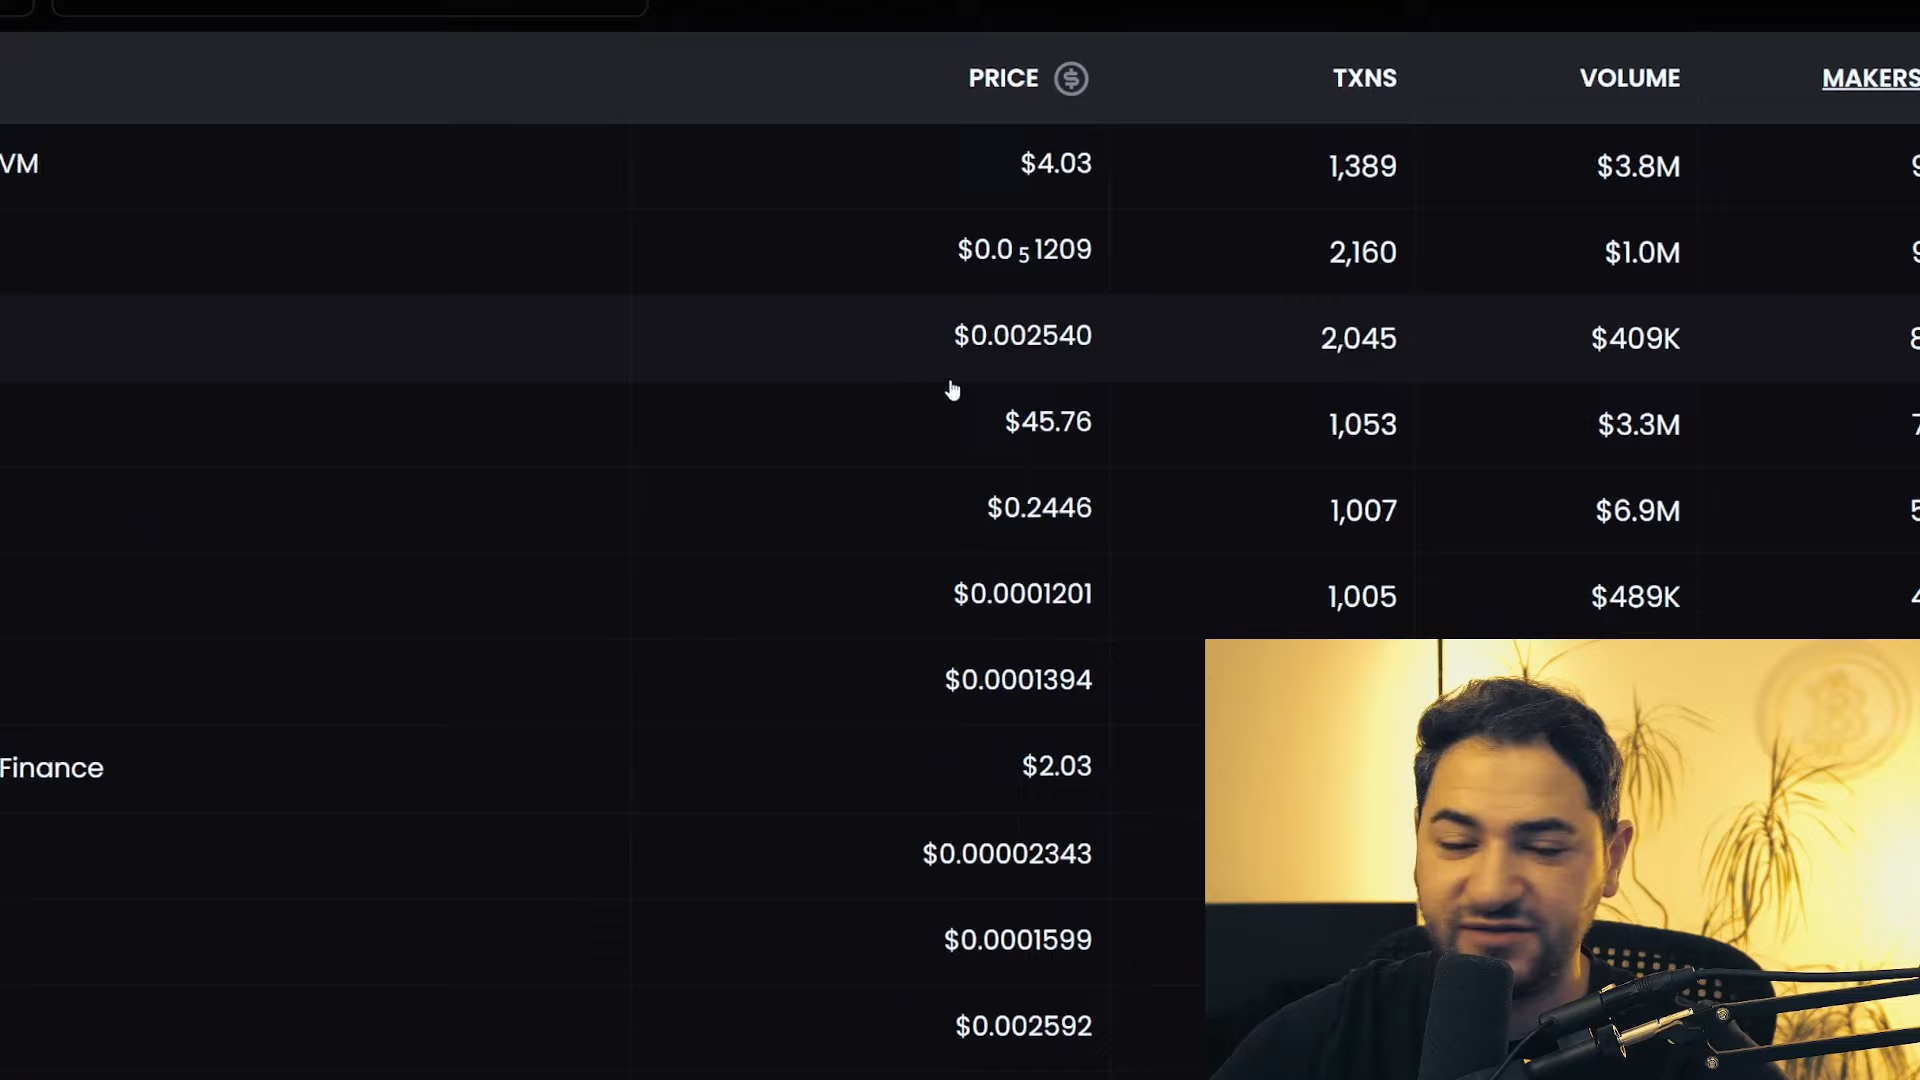 PRICE TXNS VOLUME MAKERS
VM $4.03 1,389 $3.8M
$0.0 5 1209 2,160 $1.0M
$0.002540 2,045 $409K
$45.76 1,053 $3.3M
$0.2446 1,007 $6.9M
$0.0001201 1,005 $489K
$0.0001394
Finance $2.03
$0.00002343
$0.0001599
$0.002592